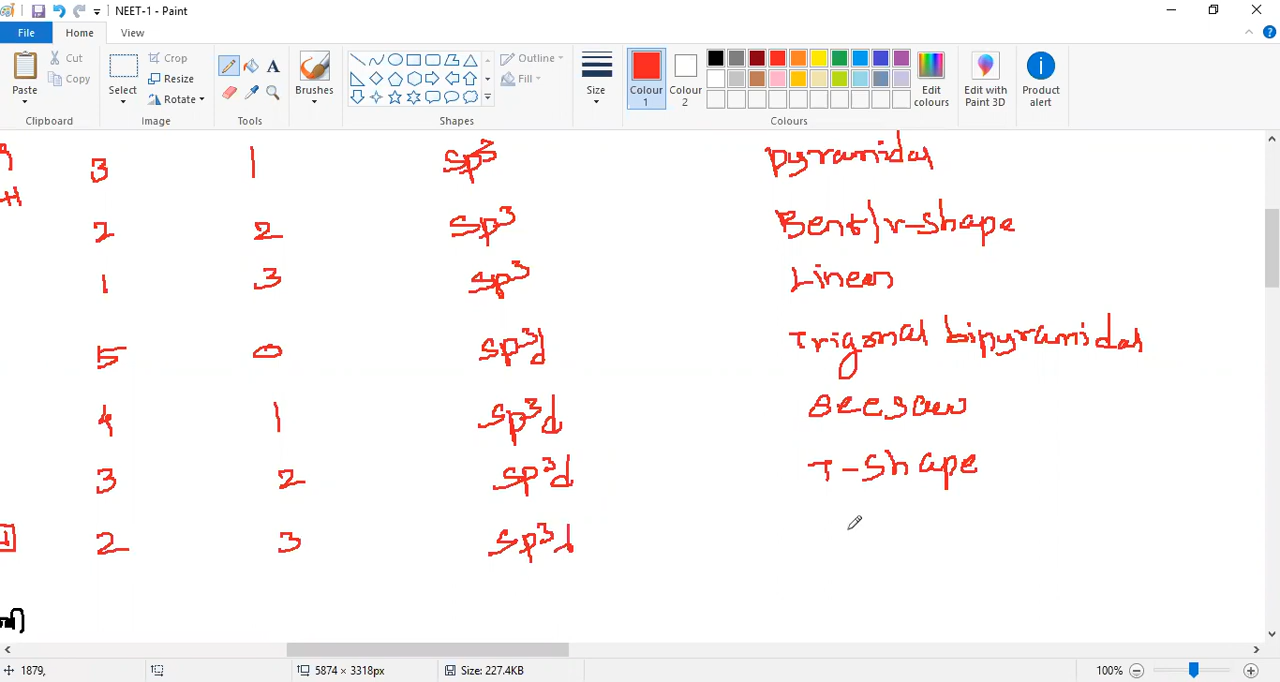 NEET-1 - Paint
File Home View
Paste Cut Copy Select Crop Resize Rotate Brushes Outline Fill Size Colour 1 Colour 2 Edit colours Edit with Paint 3D Product alert
Clipboard Image Tools Shapes Colours
3 1 sp³ pyramidal
2 2 sp³ Bent/v-shape
1 3 sp³ Linear
5 0 sp³d Trigonal bipyramidal
4 1 sp³d seesaw
3 2 sp³d T-shape
2 3 sp³d
1879, 5874 × 3318px Size: 227.4KB 100%